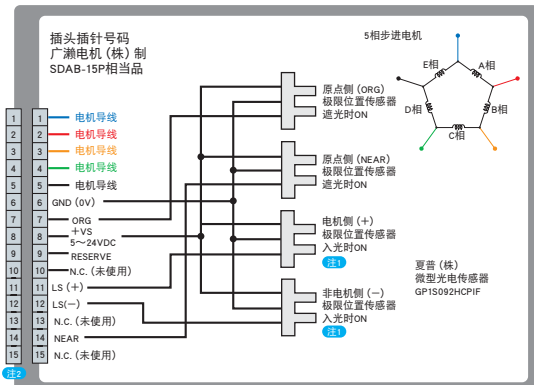 插头插针号码
广濑电机（株）制
SDAB-15P相当品
5相步进电机
E相
A相
D相
B相
C相
1 1 电机导线
2 2 电机导线
3 3 电机导线
4 4 电机导线
5 5 电机导线
6 6 GND（0V）
7 7 ORG
8 8 ＋VS
5～24VDC
9 9 RESERVE
10 10 N.C.（未使用）
11 11 LS（＋）
12 12 LS(－)
13 13 N.C.（未使用）
14 14 NEAR
15 15 N.C.（未使用）
注2
原点侧（ORG）
极限位置传感器
遮光时ON
原点侧（NEAR）
极限位置传感器
遮光时ON
电机侧（＋）
极限位置传感器
入光时ON
注1
非电机侧（－）
极限位置传感器
入光时ON
注1
夏普（株）
微型光电传感器
GP1S092HCPIF